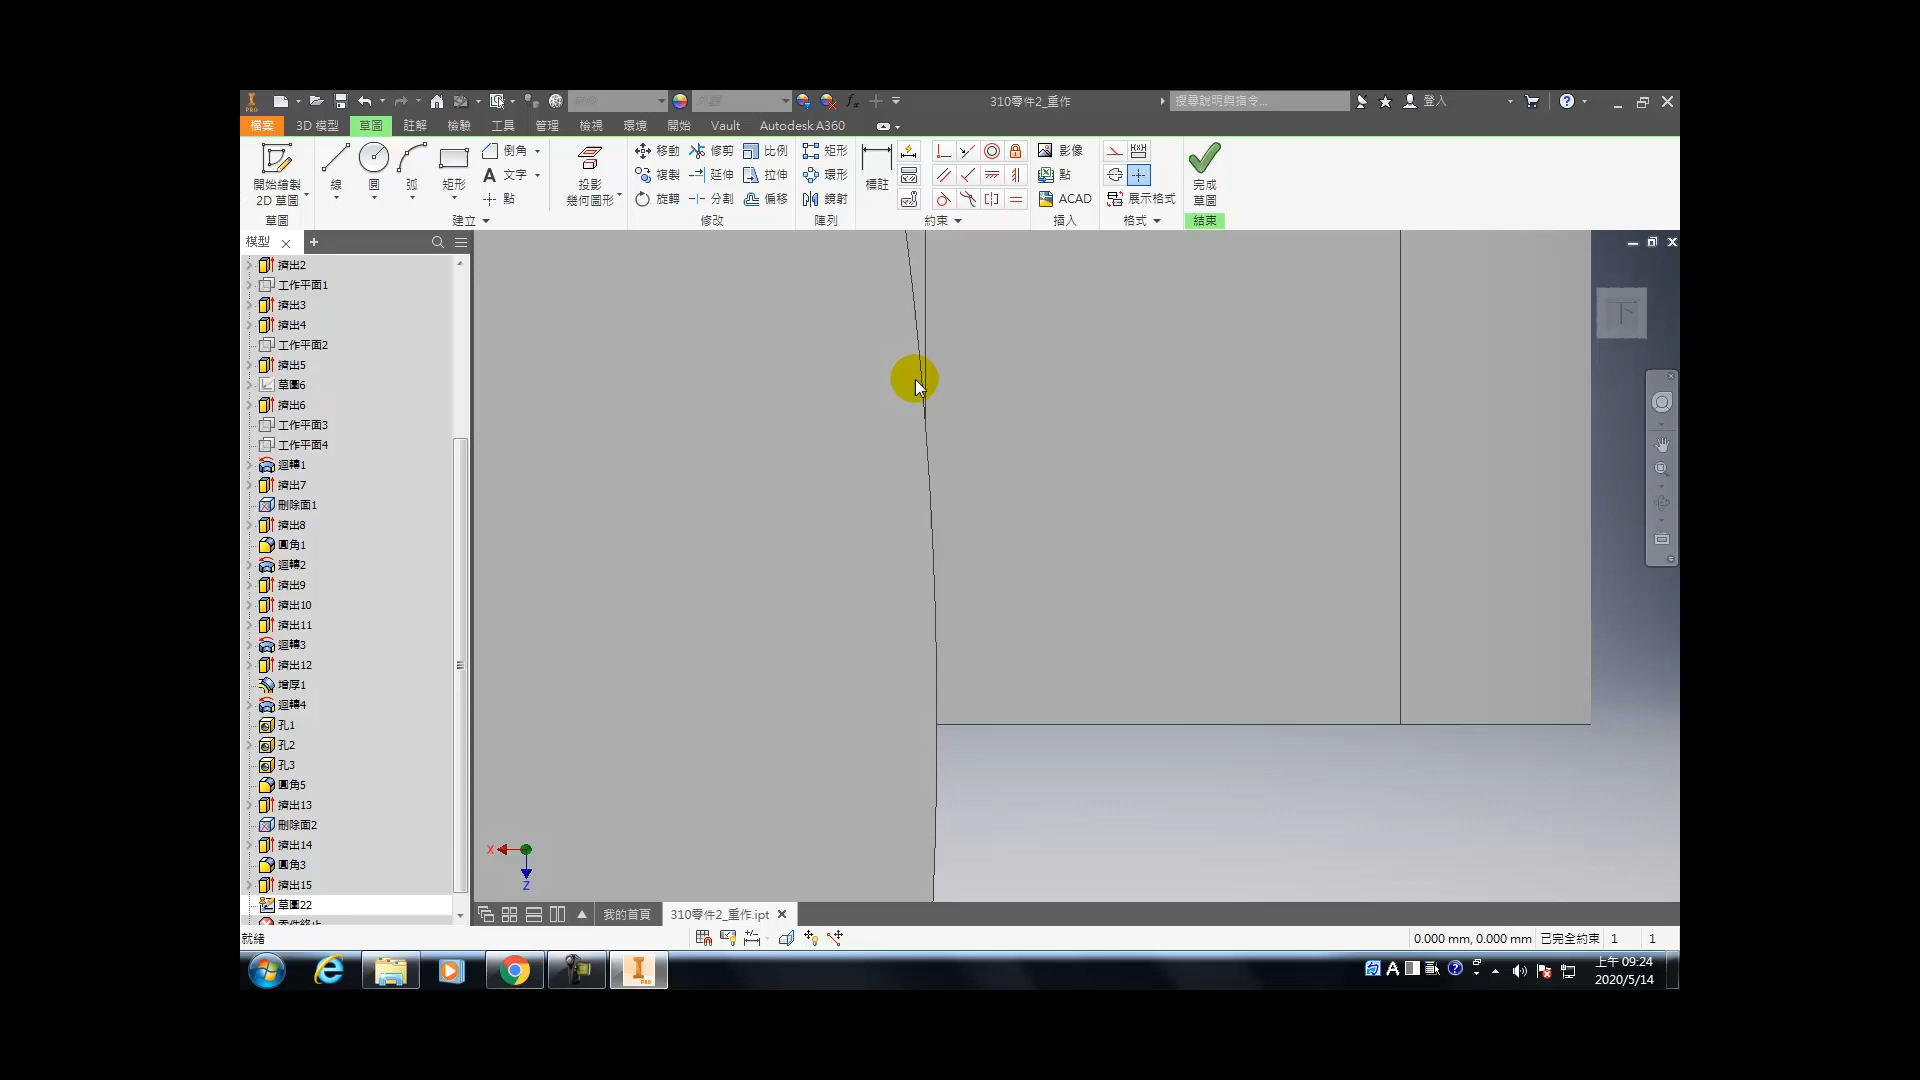 310零件2_重作
搜尋說明與指令...
登入
PRO
檔案 3D 模型 草圖 註解 檢驗 工具 管理 檢視 環境 開始 Vault Autodesk A360
開始繪製
2D 草圖
線
圓
弧
矩形
倒角
文字
點
投影
幾何圖形
移動 修剪 比例
複製 延伸 拉伸
旋轉 分割 偏移
矩形
環形
鏡射
標註
影像
點
ACAD
展示格式
完成
草圖
草圖 建立 修改 陣列 約束 插入 格式 結束
模型
擠出2
工作平面1
擠出3
擠出4
工作平面2
擠出5
草圖6
擠出6
工作平面3
工作平面4
迴轉1
擠出7
刪除面1
擠出8
圓角1
迴轉2
擠出9
擠出10
擠出11
迴轉3
擠出12
增厚1
迴轉4
孔1
孔2
孔3
圓角5
擠出13
刪除面2
擠出14
圓角3
擠出15
草圖22
下
X
Z
我的首頁 310零件2_重作.ipt
就緒
0.000 mm, 0.000 mm 已完全約束 1 1
上午 09:24
2020/5/14